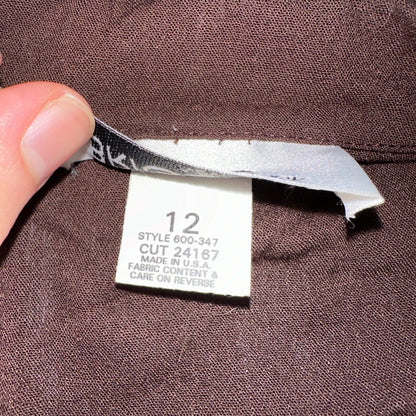 12
STYLE 600-347
CUT 24167
MADE IN U.S.A.
FABRIC CONTENT &
CARE ON REVERSE